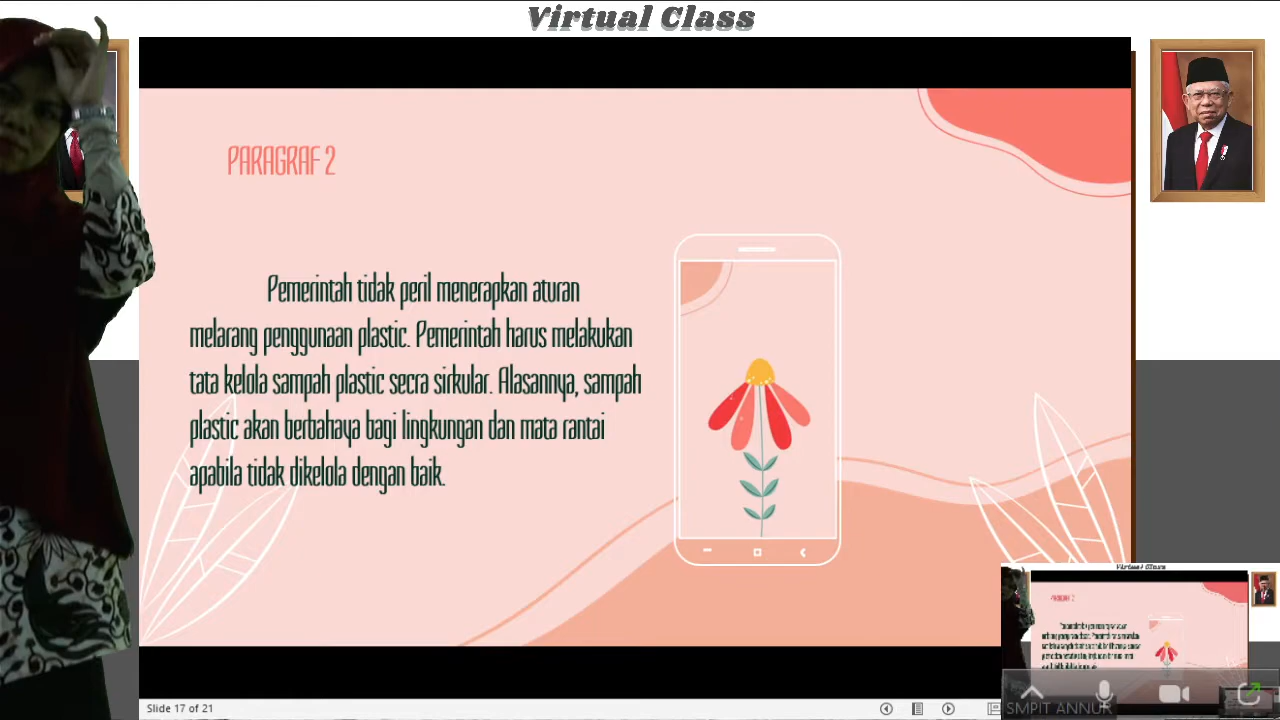 Virtual Class
PARAGRAF 2
Pemerintah tidak peril menerapkan aturan
melarang penggunaan plastic. Pemerintah harus melakukan
tata kelola sampah plastic secra sirkular. Alasannya, sampah
plastic akan berbahaya bagi lingkungan dan mata rantai
apabila tidak dikelola dengan baik.
Slide 17 of 21
SMPIT ANNUR